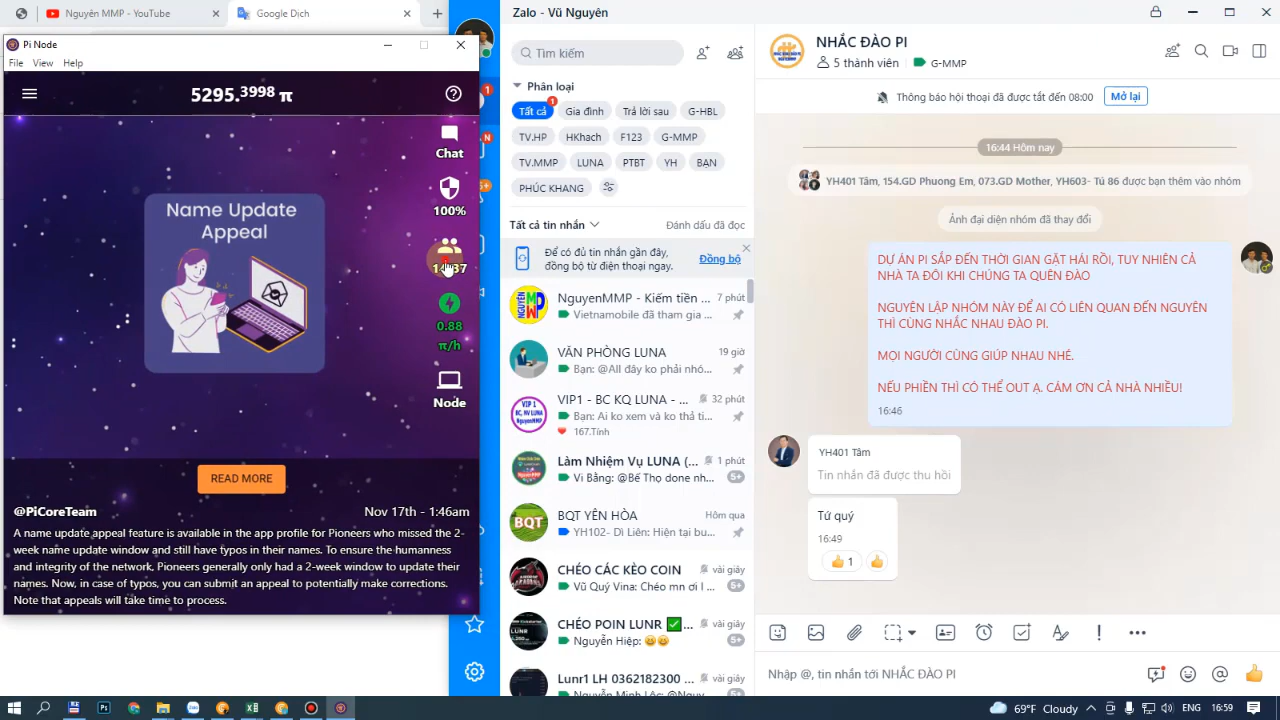 Nguyên MMP - YouTube
Google Dịch
Pi Node
File View
5295.3998 π
Chat
100%
0.88
π/h
Node
Name Update
Appeal
READ MORE
@PiCoreTeam
Nov 17th - 1:46am
A name update appeal feature is available in the app profile for Pioneers who missed the 2-
week name update window and still have typos in their names. To ensure the humanness
and integrity of the network, Pioneers generally only had a 2-week window to update their
names. Now, in case of typos, you can submit an appeal to potentially make corrections.
Note that appeals will take time to process.
Zalo - Vũ Nguyên
Tìm kiếm
Phân loại
Tất cả
1
Gia đình
Trả lời sau
G-HBL
TV.HP
HKhach
F123
G-MMP
TV.MMP
LUNA
PTBT
YH
BẠN
PHÚC KHANG
Tất cả tin nhắn
Đánh dấu đã đọc
Để có đủ tin nhắn gần đây,
đồng bộ từ điện thoại ngay.
Đồng bộ
NguyenMMP - Kiếm tiền ...
7 phút
Vietnamobile đã tham gia ...
VĂN PHÒNG LUNA
19 giờ
Bạn: @All đây ko phải nhó...
VIP1 - BC KQ LUNA - ...
32 phút
Bạn: Ai ko xem và ko thả ti...
167.Tính
Làm Nhiệm Vụ LUNA (...
1 phút
Vi Bằng: @Bế Thọ done nh...
5+
BQT YÊN HÒA
Hôm qua
YH102- Dì Liên: Hiện tại bu...
CHÉO CÁC KÈO COIN
vài giây
Vũ Quý Vina: Chéo mn ơi I ...
5+
CHÉO POIN LUNR ✅...
vài giây
Nguyễn Hiệp: 😄😄
5+
Lunr1 LH 0362182300 ...
vài giây
Nguyễn Minh Lộc: @Nguy...
NHẮC ĐÀO PI
5 thành viên
G-MMP
Thông báo hội thoại đã được tắt đến 08:00
Mở lại
16:44 Hôm nay
YH401 Tâm, 154.GD Phuong Em, 073.GD Mother, YH603- Tú 86 được bạn thêm vào nhóm
Ảnh đại diện nhóm đã thay đổi
DỰ ÁN PI SẮP ĐẾN THỜI GIAN GẶT HÁI RỒI, TUY NHIÊN CẢ
NHÀ TA ĐÔI KHI CHÚNG TA QUÊN ĐÀO
NGUYÊN LẬP NHÓM NÀY ĐỂ AI CÓ LIÊN QUAN ĐẾN NGUYÊN
THÌ CÙNG NHẮC NHAU ĐÀO PI.
MỌI NGƯỜI CÙNG GIÚP NHAU NHÉ.
NẾU PHIỀN THÌ CÓ THỂ OUT Ạ. CÁM ƠN CẢ NHÀ NHIỀU!
16:46
YH401 Tâm
Tin nhắn đã được thu hồi
Tứ quý
16:49
👍 1
Nhập @, tin nhắn tới NHẮC ĐÀO PI
69°F Cloudy
ENG
16:59